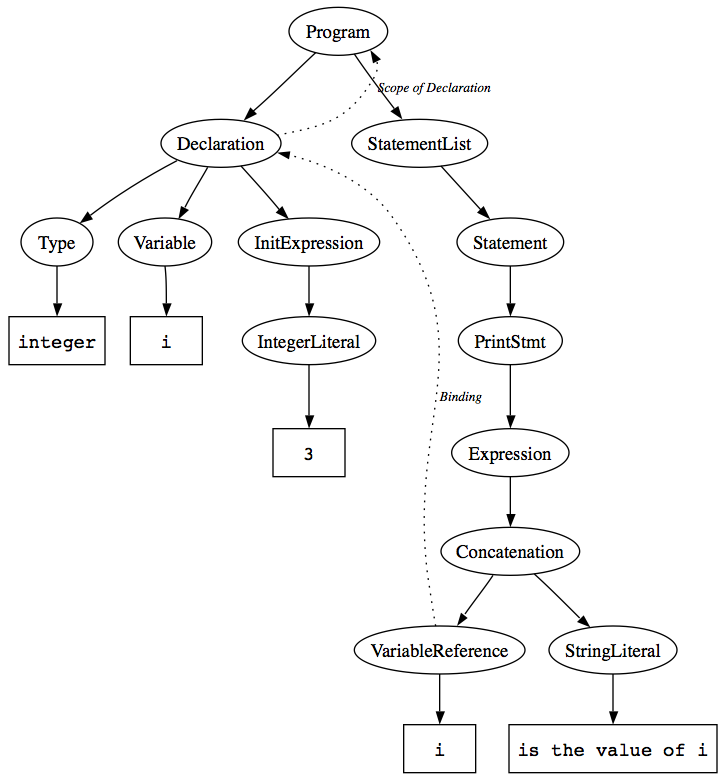 Program
Scope of Declaration
Declaration
StatementList
Type
Variable
InitExpression
Statement
integer
i
IntegerLiteral
PrintStmt
Binding
3
Expression
Concatenation
VariableReference
StringLiteral
i
is the value of i